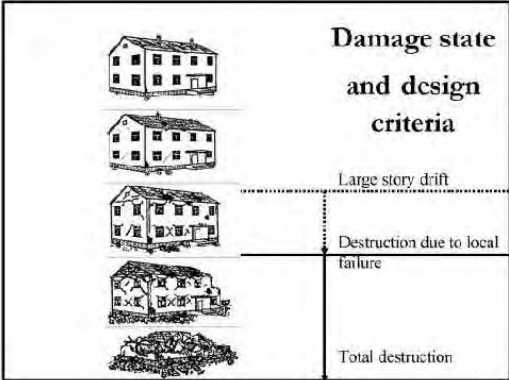 Damage state
and design
criteria
Large story drift
Destruction due to local
failure
Total destruction